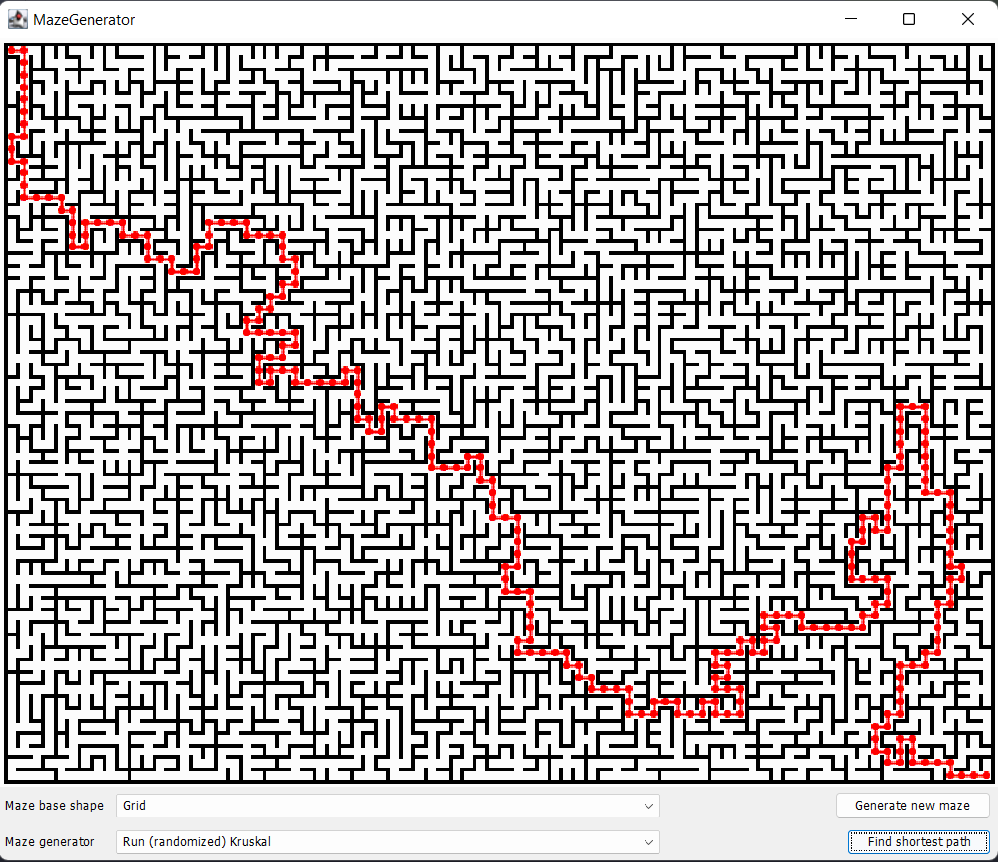 MazeGenerator
Maze base shape
Grid
Generate new maze
Maze generator
Run (randomized) Kruskal
Find shortest path